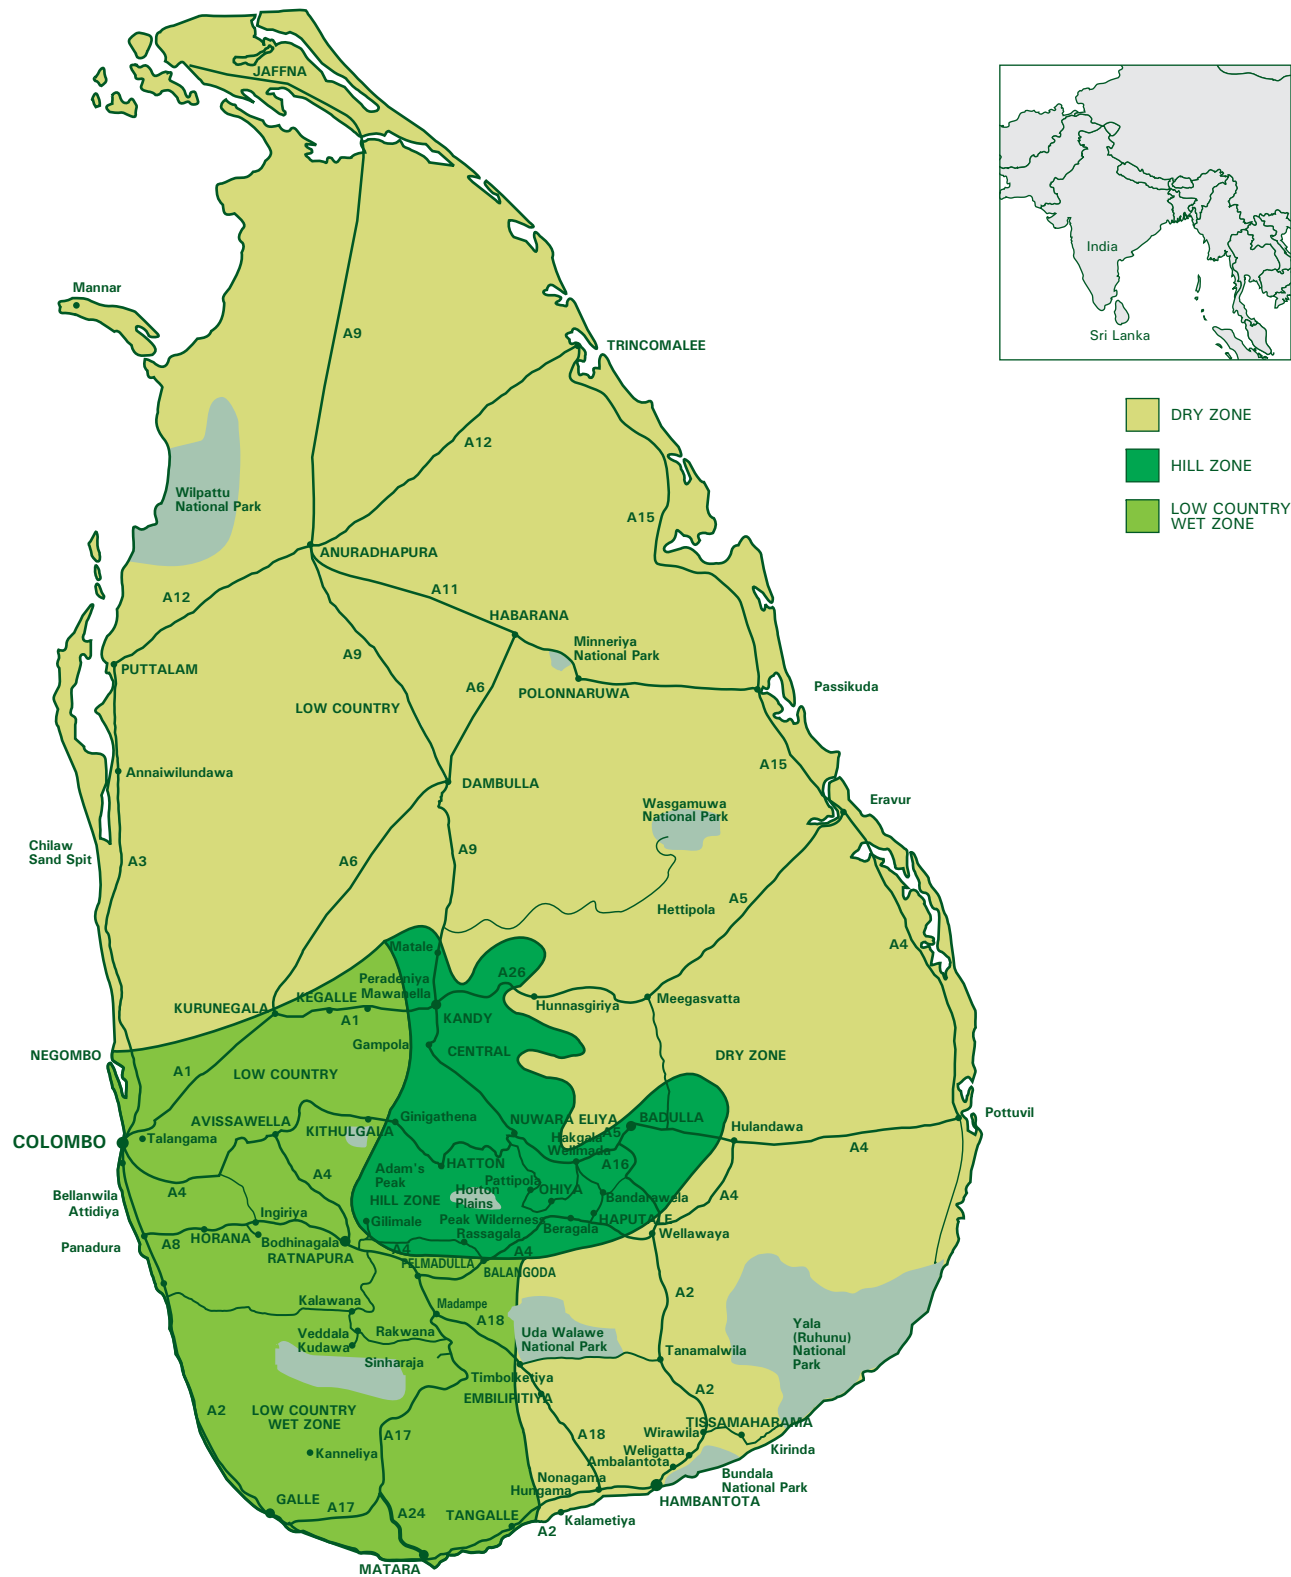 JAFFNA
India
Sri Lanka
Mannar
A9
TRINCOMALEE
DRY ZONE
A12
HILL ZONE
Wilpattu
National Park
LOW COUNTRY
WET ZONE
A15
ANURADHAPURA
A11
A12
HABARANA
Minneriya
National Park
A9
PUTTALAM
A6
POLONNARUWA
Passikuda
LOW COUNTRY
A15
Annaiwilundawa
DAMBULLA
Eravur
Wasgamuwa
National Park
Chilaw
Sand Spit
A3
A6
A9
A5
Hettipola
A4
Matale
A26
Peradeniya
Mawanella
KEGALLE
KURUNEGALA
Hunnasgiriya
Meegasvatta
A1
KANDY
Gampola
CENTRAL
NEGOMBO
DRY ZONE
A1
LOW COUNTRY
Pottuvil
AVISSAWELLA
Ginigathena
NUWARA ELIYA
BADULLA
KITHULGALA
A5
Hulandawa
COLOMBO
Talangama
Hakgala
Wellmada
A4
HATTON
A16
Adam's
Peak
A4
Pattipola
OHIYA
Horton
Plains
Bandarawela
A4
A4
Bellanwila
Attidiya
HILL ZONE
Ingiriya
Gilimale
Peak Wilderness
HAPUTALE
Beragala
Rassagala
Wellawaya
Panadura
A8
HORANA
Bodhinagala
RATNAPURA
A4
A4
PELMADULLA
BALANGODA
A2
Kalawana
Madampe
A18
Yala
(Ruhunu)
National
Park
Veddala
Kudawa
Rakwana
Uda Walawe
National Park
Tanamalwila
Sinharaja
Timbolketiya
EMBILIPITIYA
A2
A2
LOW COUNTRY
WET ZONE
TISSAMAHARAMA
A17
A18
Wirawila
Kirinda
Kanneliya
Weligatta
Ambalantota
Bundala
National Park
Nonagama
Hungama
HAMBANTOTA
GALLE
A17
A24
TANGALLE
Kalametiya
A2
MATARA